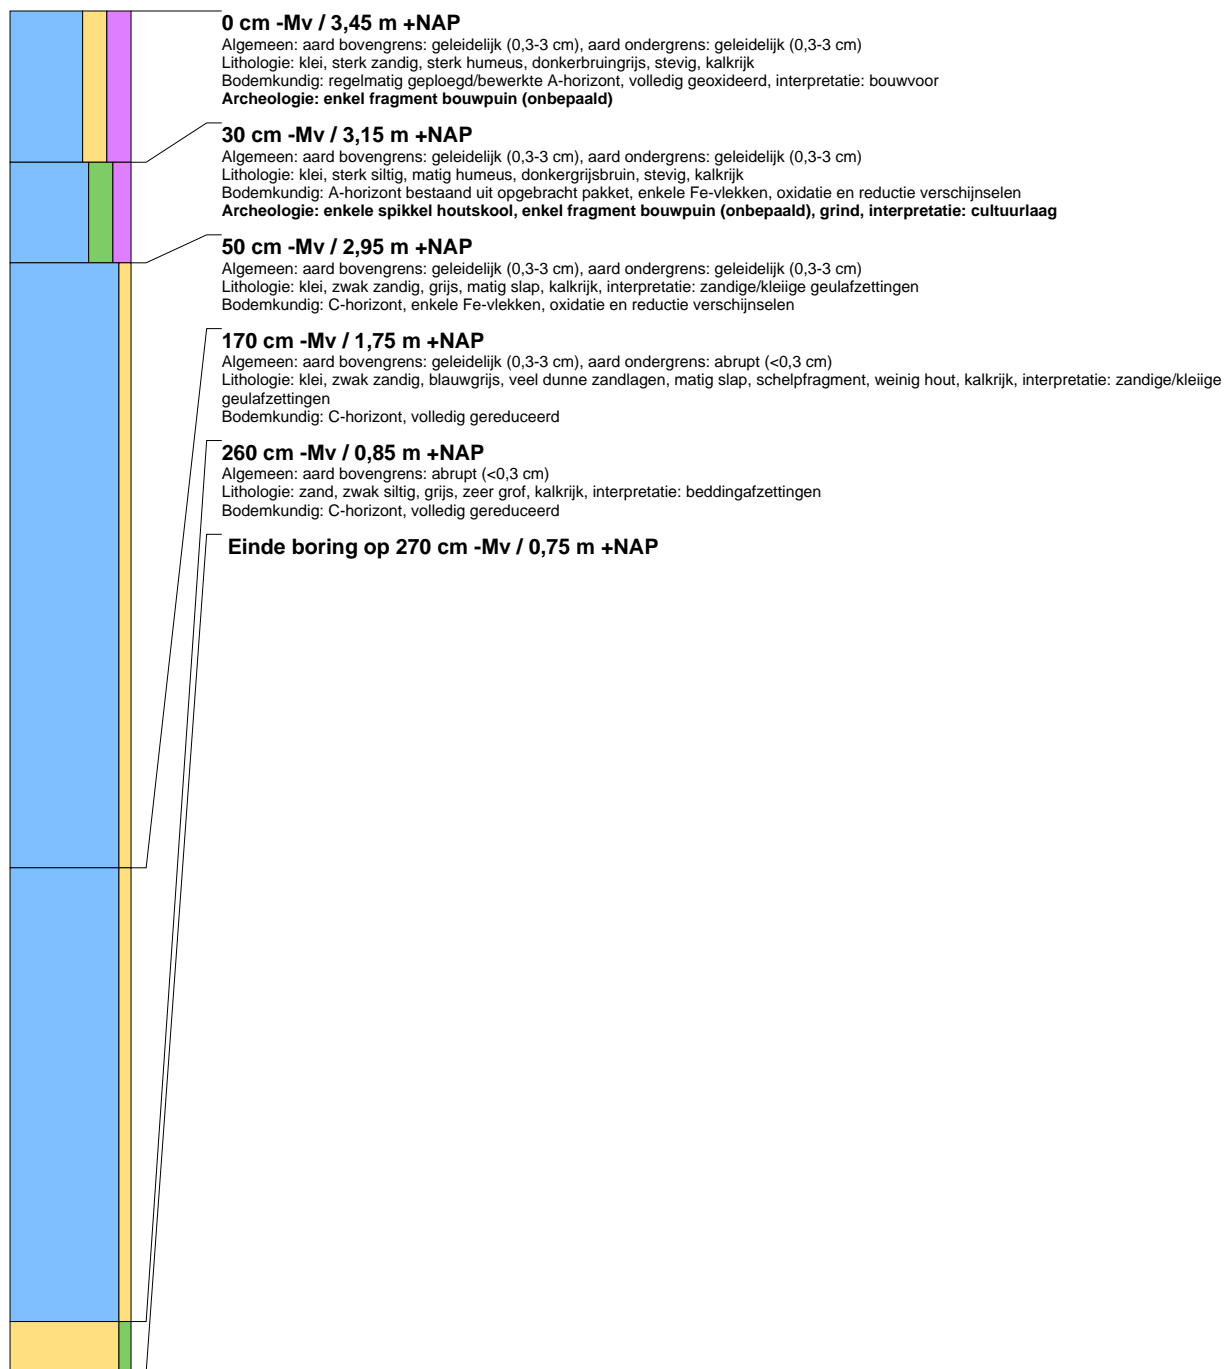 0 cm -Mv / 3,45 m +NAP
Algemeen: aard bovengrens: geleidelijk (0,3-3 cm), aard ondergrens: geleidelijk (0,3-3 cm)
Lithologie: klei, sterk zandig, sterk humeus, donkerbruingrijs, stevig, kalkrijk
Bodemkundig: regelmatig geploegd/bewerkte A-horizont, volledig geoxideerd, interpretatie: bouwvoor
Archeologie: enkel fragment bouwpuin (onbepaald)
30 cm -Mv / 3,15 m +NAP
Algemeen: aard bovengrens: geleidelijk (0,3-3 cm), aard ondergrens: geleidelijk (0,3-3 cm)
Lithologie: klei, sterk siltig, matig humeus, donkergrijsbruin, stevig, kalkrijk
Bodemkundig: A-horizont bestaand uit opgebracht pakket, enkele Fe-vlekken, oxidatie en reductie verschijnselen
Archeologie: enkele spikkel houtskool, enkel fragment bouwpuin (onbepaald), grind, interpretatie: cultuurlaag
50 cm -Mv / 2,95 m +NAP
Algemeen: aard bovengrens: geleidelijk (0,3-3 cm), aard ondergrens: geleidelijk (0,3-3 cm)
Lithologie: klei, zwak zandig, grijs, matig slap, kalkrijk, interpretatie: zandige/kleiige geulafzettingen
Bodemkundig: C-horizont, enkele Fe-vlekken, oxidatie en reductie verschijnselen
170 cm -Mv / 1,75 m +NAP
Algemeen: aard bovengrens: geleidelijk (0,3-3 cm), aard ondergrens: abrupt (<0,3 cm)
Lithologie: klei, zwak zandig, blauwgrijs, veel dunne zandlagen, matig slap, schelpfragment, weinig hout, kalkrijk, interpretatie: zandige/kleiige
geulafzettingen
Bodemkundig: C-horizont, volledig gereduceerd
260 cm -Mv / 0,85 m +NAP
Algemeen: aard bovengrens: abrupt (<0,3 cm)
Lithologie: zand, zwak siltig, grijs, zeer grof, kalkrijk, interpretatie: beddingafzettingen
Bodemkundig: C-horizont, volledig gereduceerd
Einde boring op 270 cm -Mv / 0,75 m +NAP